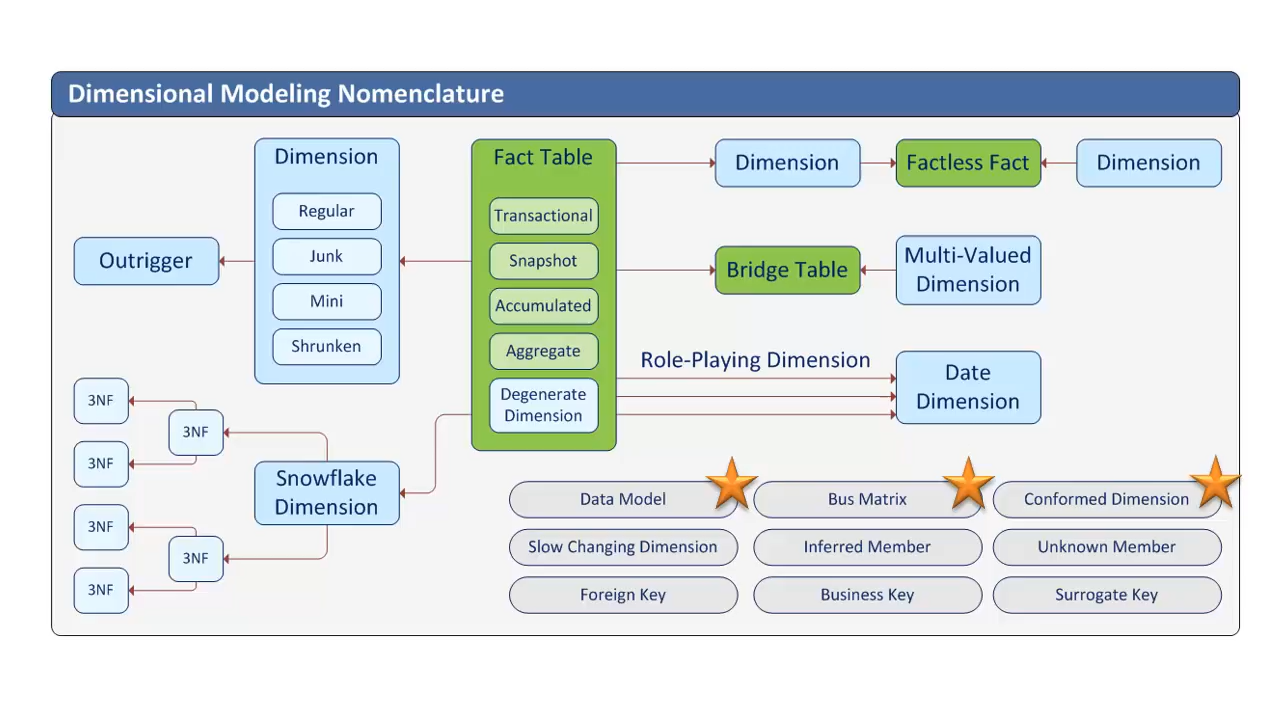 Dimensional Modeling Nomenclature
Dimension
Regular
Junk
Mini
Shrunken
Outrigger
Fact Table
Transactional
Snapshot
Accumulated
Aggregate
Degenerate
Dimension
Dimension
Factless Fact
Dimension
Bridge Table
Multi-Valued
Dimension
Role-Playing Dimension
Date
Dimension
3NF
3NF
3NF
Snowflake
Dimension
3NF
3NF
3NF
Data Model
Bus Matrix
Conformed Dimension
Slow Changing Dimension
Inferred Member
Unknown Member
Foreign Key
Business Key
Surrogate Key